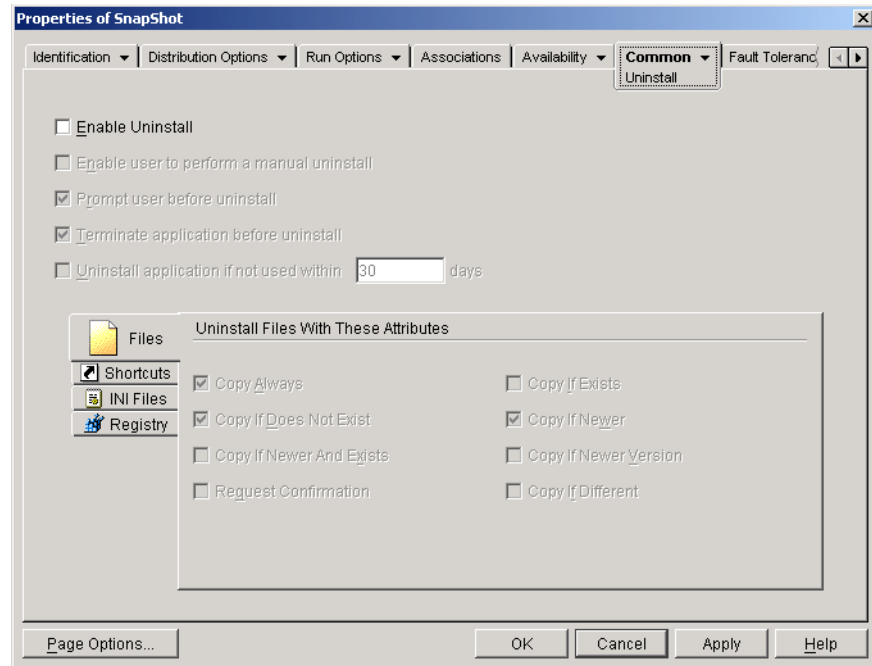 Properties of SnapShot
Identification Distribution Options Run Options Associations Availability Common Fault Toleranc
Uninstall
Enable Uninstall
Enable user to perform a manual uninstall
Prompt user before uninstall
Terminate application before uninstall
Uninstall application if not used within 30 days
Files
Shortcuts
INI Files
Registry
Uninstall Files With These Attributes
Copy Always Copy If Exists
Copy If Does Not Exist Copy If Newer
Copy If Newer And Exists Copy If Newer Version
Request Confirmation Copy If Different
Page Options... OK Cancel Apply Help